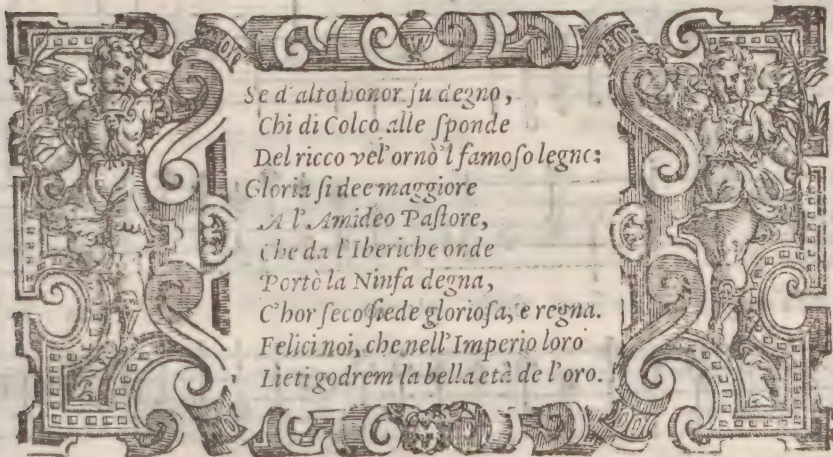 Se d'alto honor fu degno,
Chi di Colco alle ſponde
Del ricco vel' ornò 'l famoſo legno:
Gloria ſi dee maggiore
A l'Amideo Paſtore,
Che da l'Iberiche onde
Portò la Ninfa degna,
C'hor ſeco ſiede glorioſa, e regna.
Felici noi, che nell'Imperio loro
Lieti godrem la bella età de l'oro.